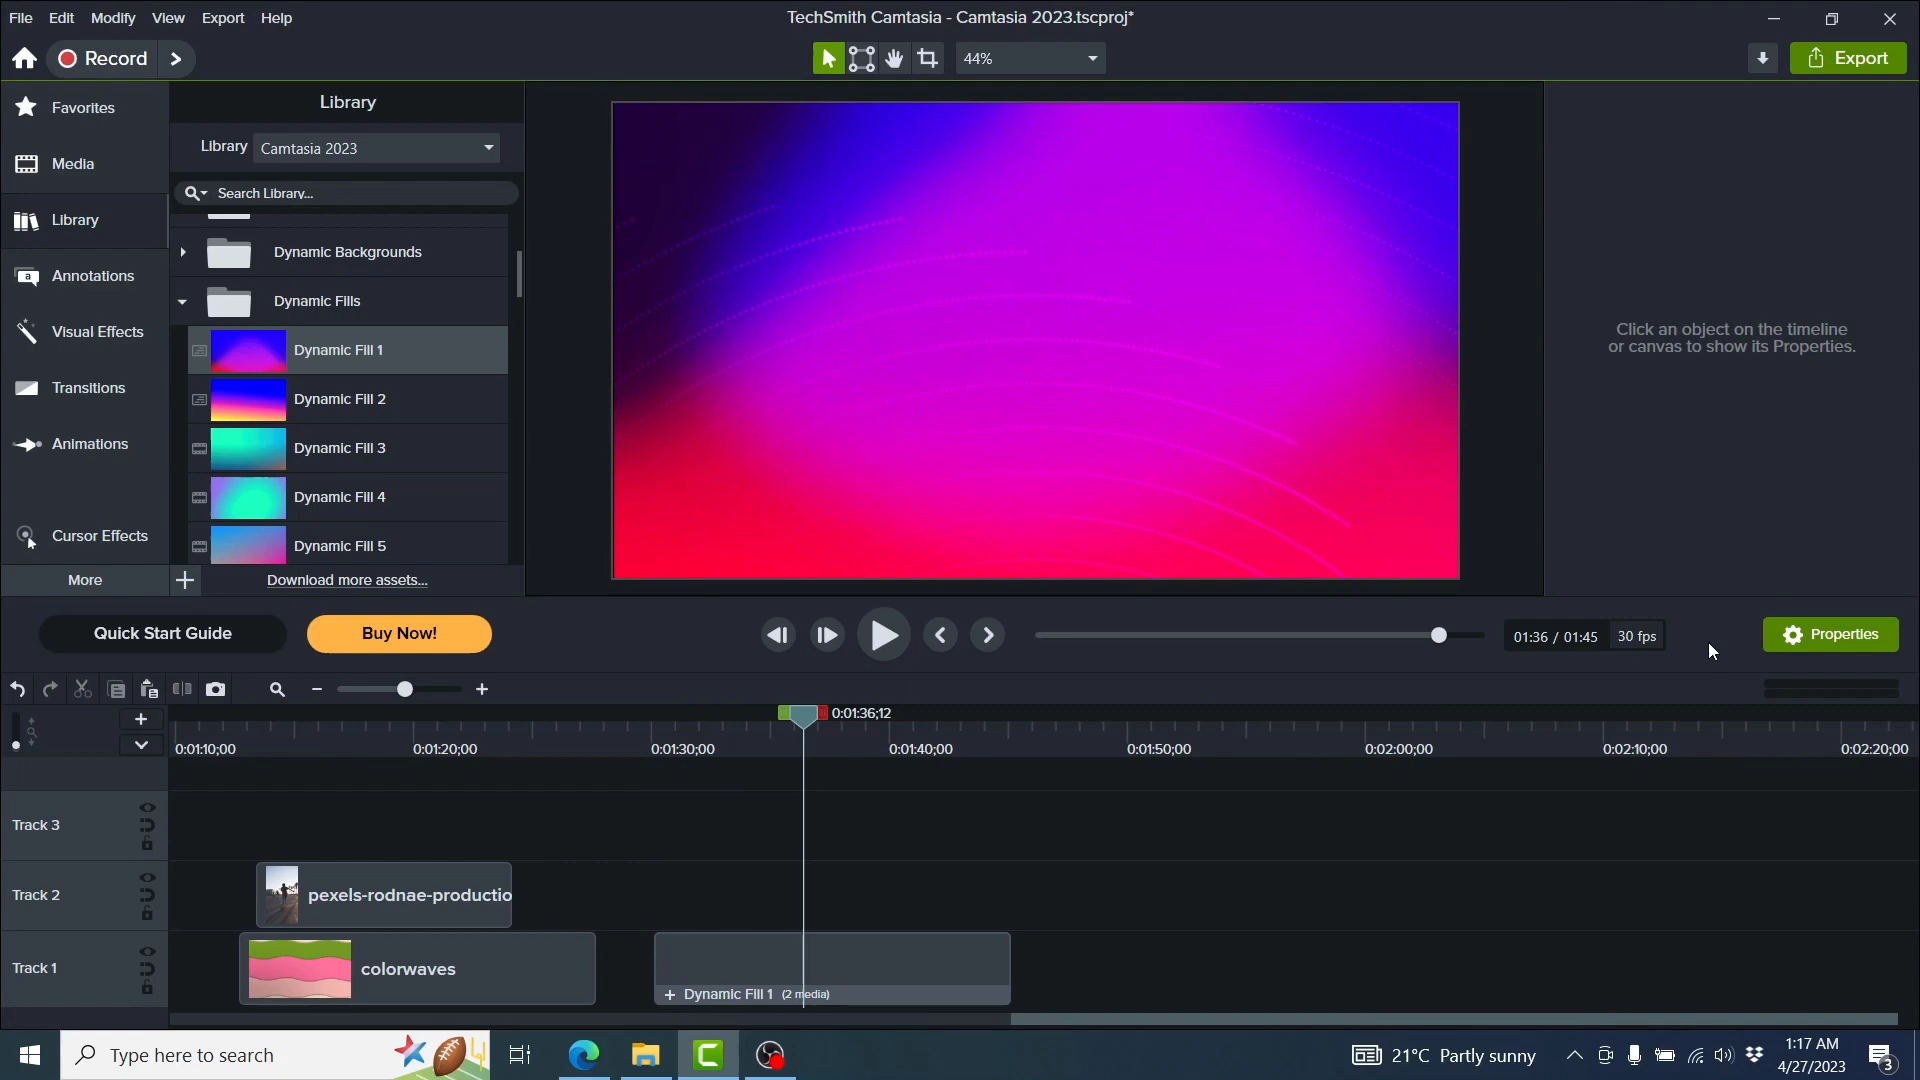 File Edit Modify View Export Help
TechSmith Camtasia - Camtasia 2023.tscproj*
Record
44%
Export
Favorites
Media
Library
Annotations
Visual Effects
Transitions
Animations
Cursor Effects
More
Library
Library Camtasia 2023
Search Library...
Dynamic Backgrounds
Dynamic Fills
Dynamic Fill 1
Dynamic Fill 2
Dynamic Fill 3
Dynamic Fill 4
Dynamic Fill 5
Download more assets...
Click an object on the timeline
or canvas to show its Properties.
Quick Start Guide
Buy Now!
01:36 / 01:45 30 fps
Properties
0:01:36;12
0:01:10;00 0:01:20;00 0:01:30;00 0:01:40;00 0:01:50;00 0:02:00;00 0:02:10;00 0:02:20;00
Track 3
Track 2
pexels-rodnae-productio
Track 1
colorwaves
+ Dynamic Fill 1 (2 media)
Type here to search
21°C Partly sunny
1:17 AM
4/27/2023
3